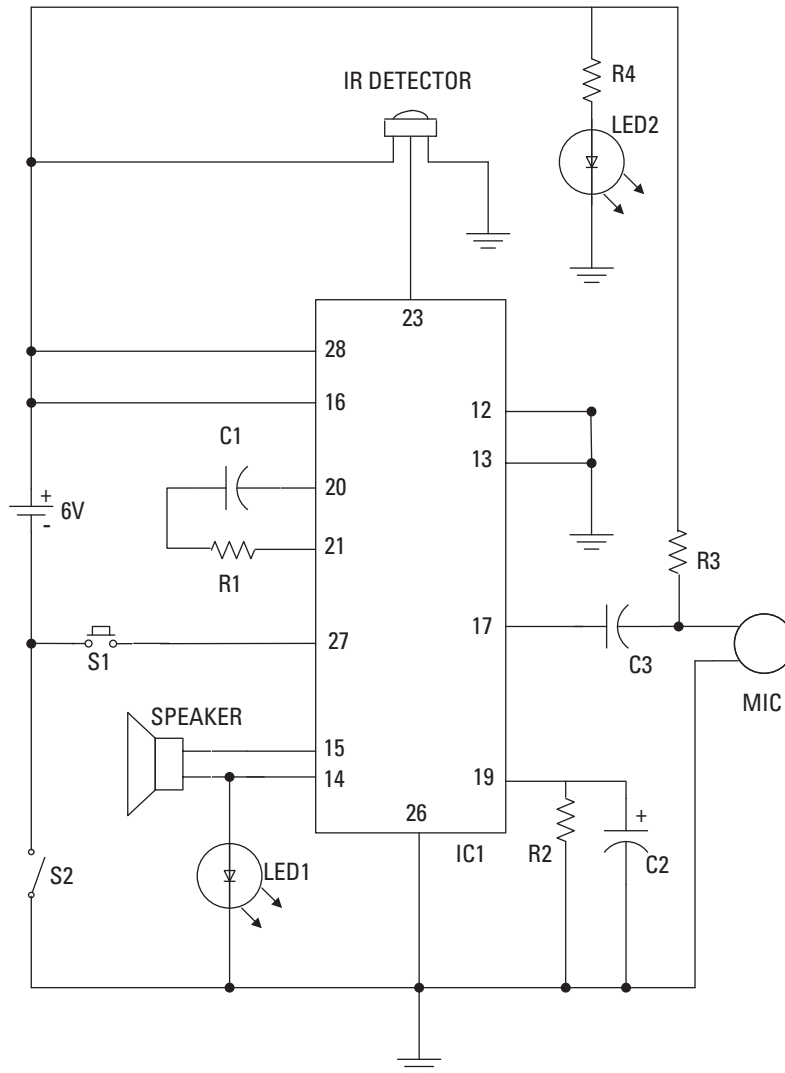 R4
IR DETECTOR
LED2
23
28
16
12
C1
13
+
6V
-
20
21
R1
R3
17
27
S1
C3
MIC
SPEAKER
15
14
19
26
+
IC1
R2
C2
S2
LED1